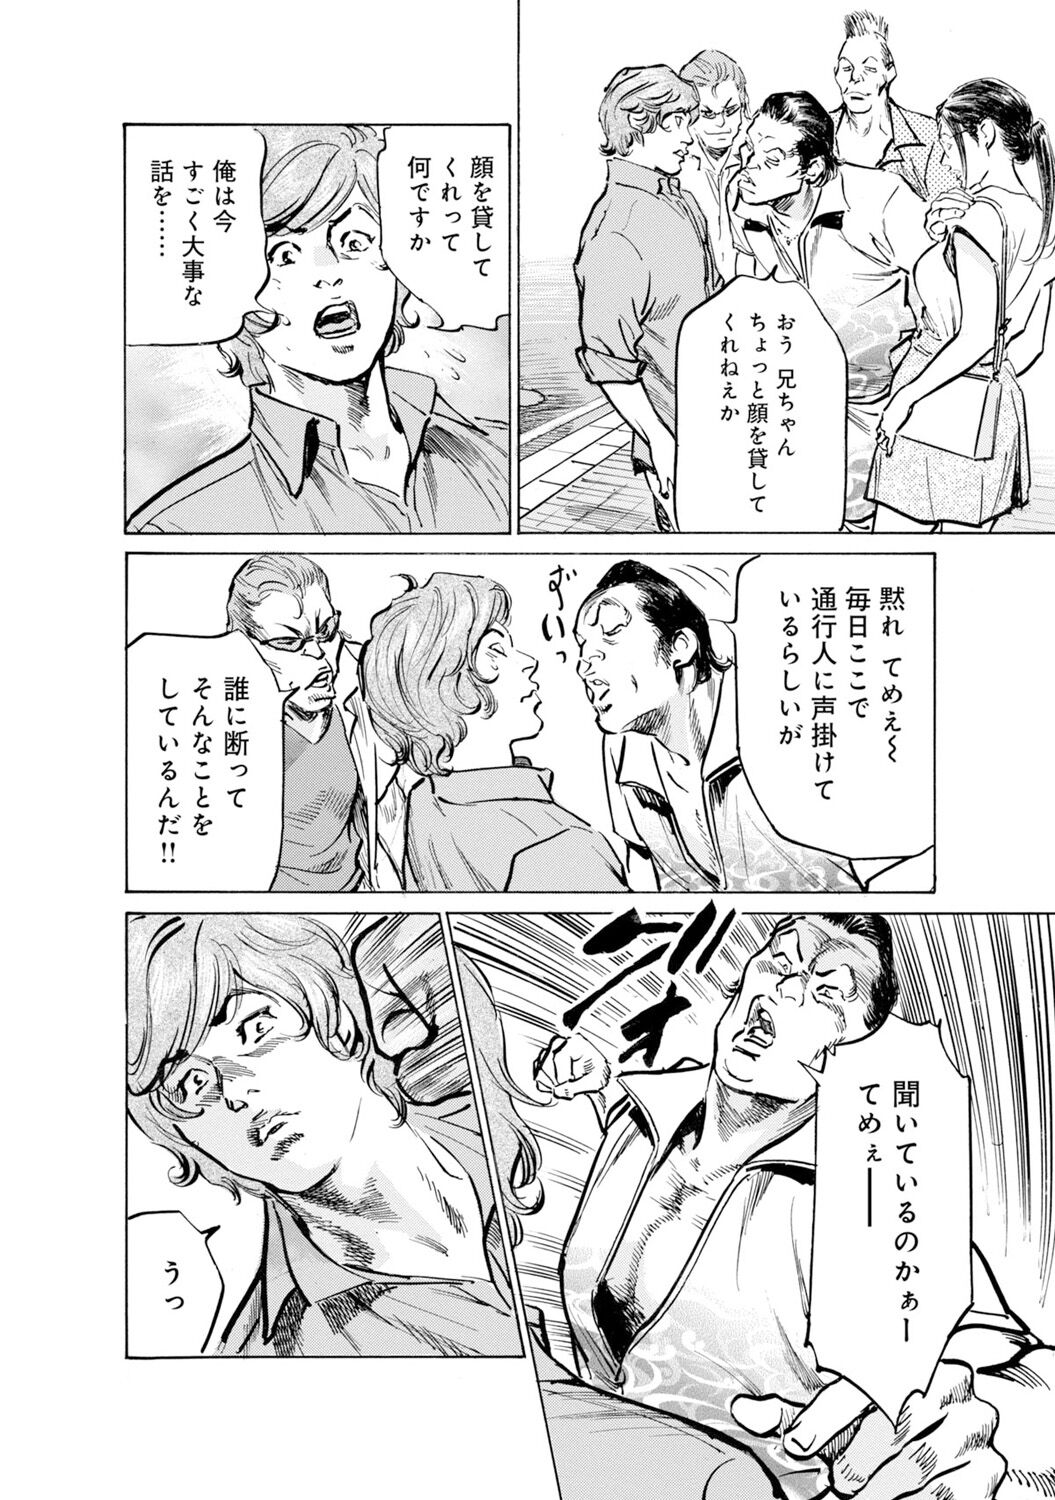 おう 兄ちゃん
ちょっと顔を貸して
くれねえか
顔を貸して
くれって
何ですか
俺は今
すごく大事な
話を……
黙れ てめえ〜
毎日ここで
通行人に声掛けて
いるらしいが
ずいっ
誰に断って
そんなことを
しているんだ!!
聞いているのかぁー
てめぇー
グイッ
うっ